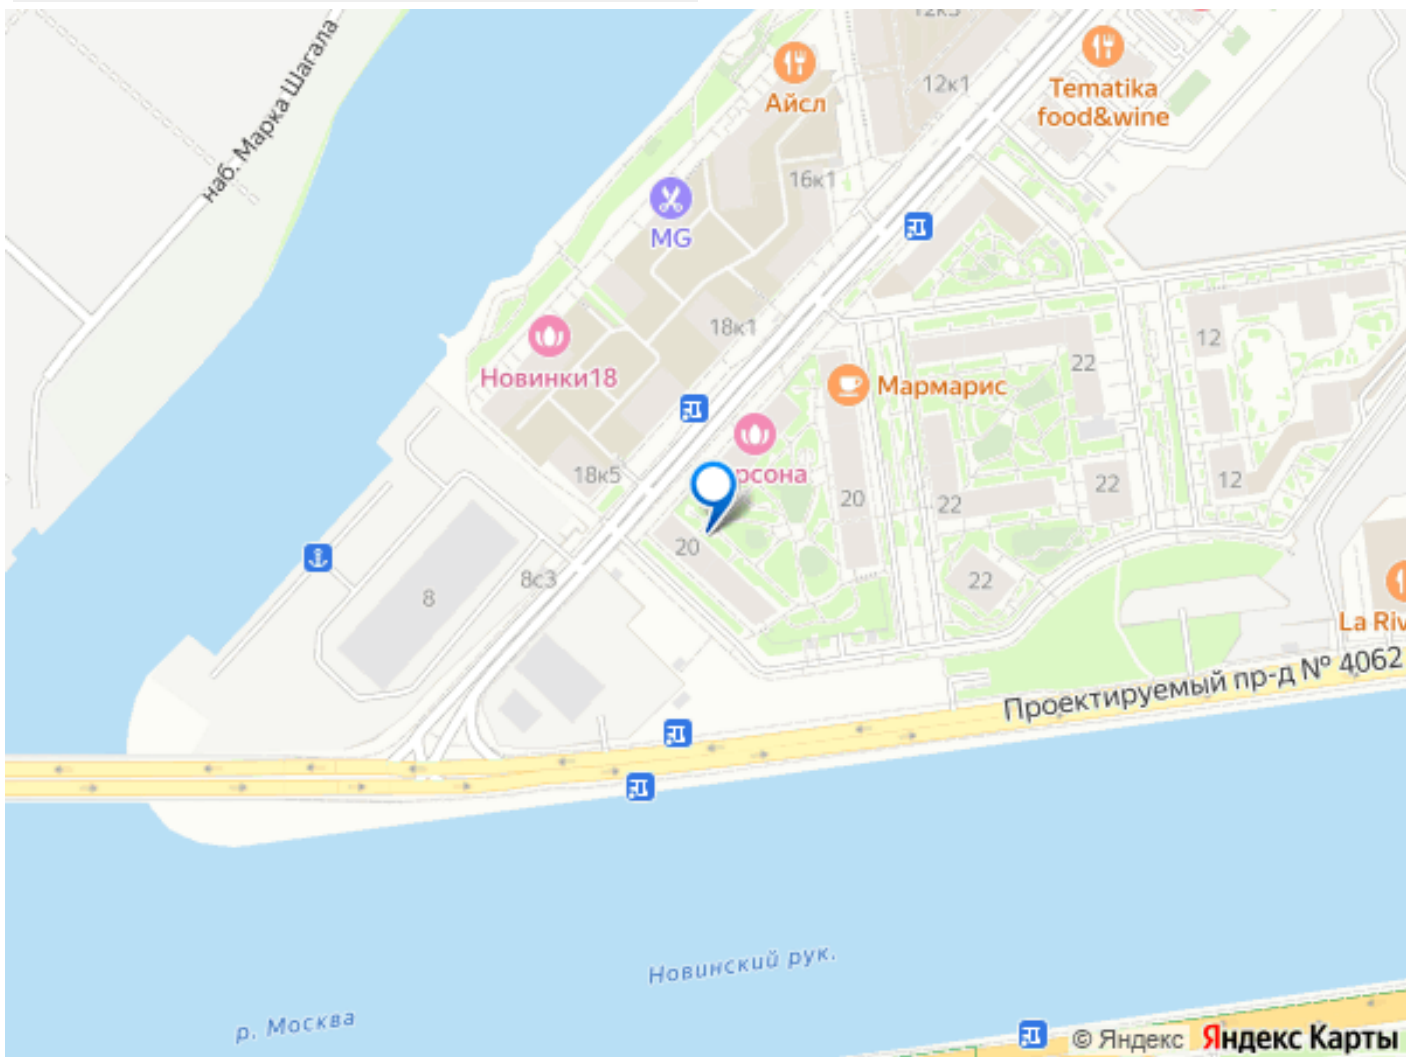 12к3
наб. Марка Шагала
Айсл
12к1
Tematika
food&wine
16к1
MG
18к1
Новинки18
22
12
Мармарис
18к5
рсона
20
22
22
12
20
8с3
8
22
La Riv
Проектируемый пр-д № 4062
Новинский рук.
р. Москва
© Яндекс Яндекс Карты